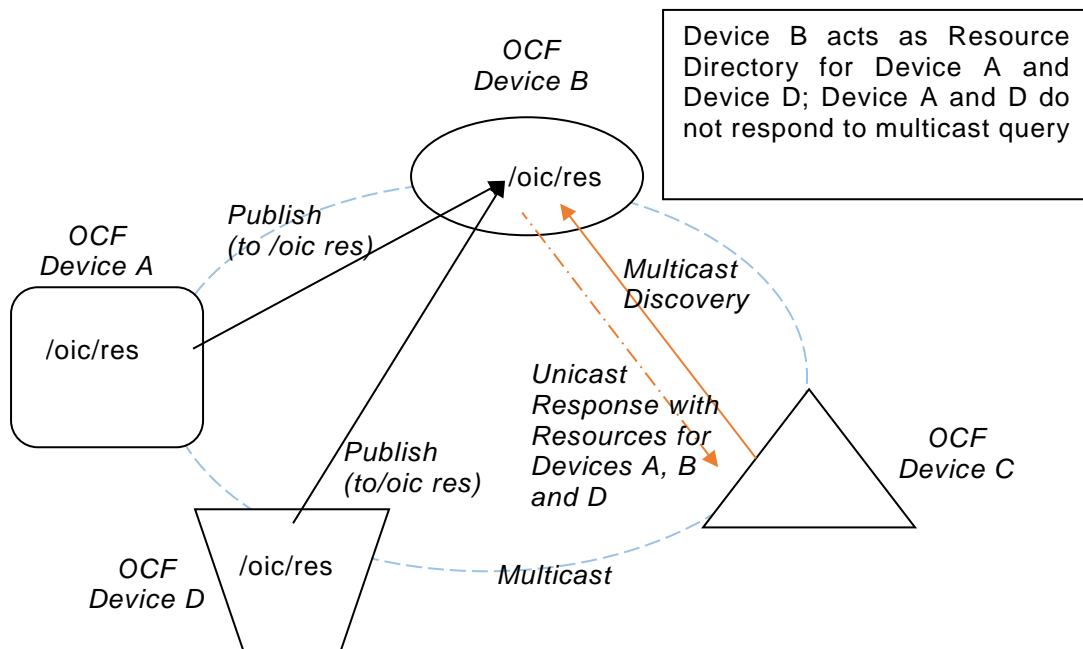 OCF
Device B
Device B acts as Resource
Directory for Device A and
Device D; Device A and D do
not respond to multicast query
/oic/res
Publish
(to /oic res)
OCF
Device A
/oic/res
Multicast
Discovery
Unicast
Response with
Resources for
Devices A, B
and D
OCF
Device C
Publish
(to/oic res)
OCF
Device D
/oic/res
Multicast